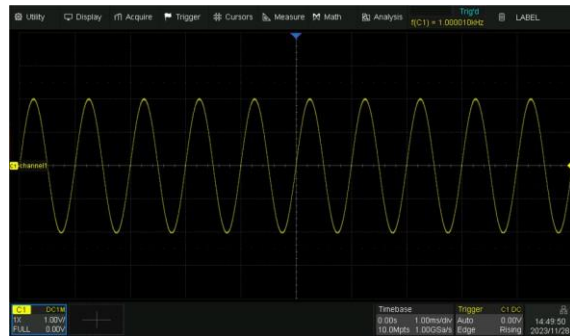 Utility Display Acquire Trigger Cursors Measure Math Analysis Trig'd LABEL
f(C1) = 1.000010kHz
C1 channel1
C1 DC1M
1X 1.00V/
FULL 0.00V
Timebase
0.00s 1.00ms/div
10.0Mpts 1.00GSa/s
Trigger C1 DC
Auto 0.00V
Edge Rising
14:49:50
2023/11/28